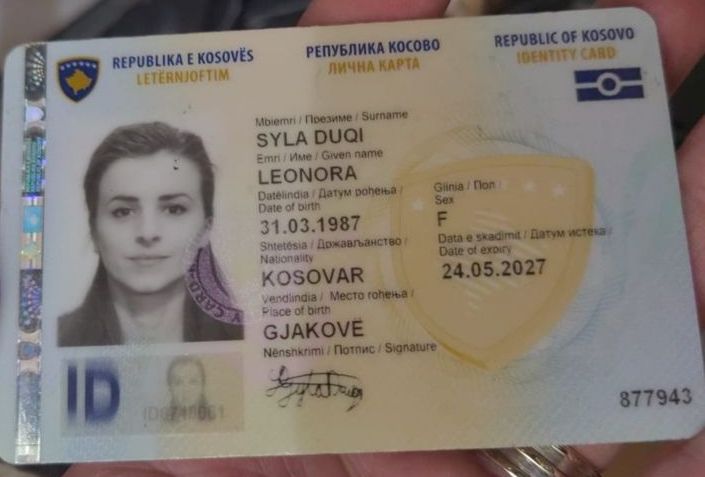 REPUBLIKA E KOSOVËS
LETËRNJOFTIM
РЕПУБЛИКА КОСОВО
ЛИЧНА КАРТА
REPUBLIC OF KOSOVO
IDENTITY CARD
Mbiemri / Презиме / Surname
SYLA DUQI
Emri / Име / Given name
LEONORA
Datëlindja / Датум рођења /
Date of birth
31.03.1987
Gjinia / Пол /
Sex
F
Shtetësia / Држављанство /
Nationality
KOSOVAR
Data e skadimit / Датум истека /
Date of expiry
24.05.2027
Vendlindja / Место рођења /
Place of birth
GJAKOVË
Nënshkrimi / Потпис / Signature
ID
877943